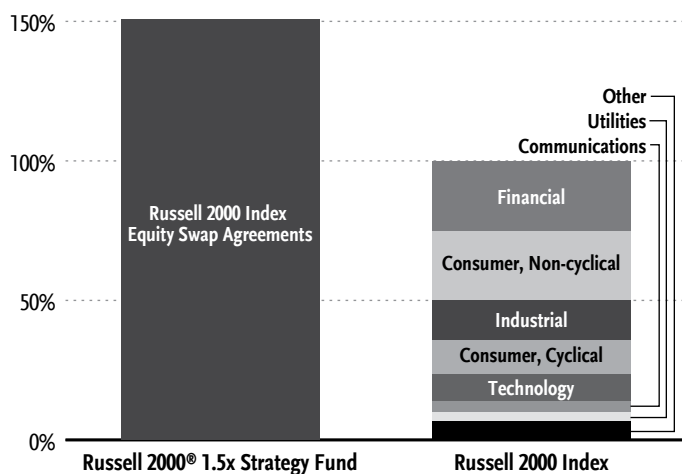 150%
Other
Utilities
Communications
100%
Financial
Russell 2000 Index
Equity Swap Agreements
Consumer, Non-cyclical
50%
Industrial
Consumer, Cyclical
Technology
0%
Russell 2000® 1.5x Strategy Fund
Russell 2000 Index